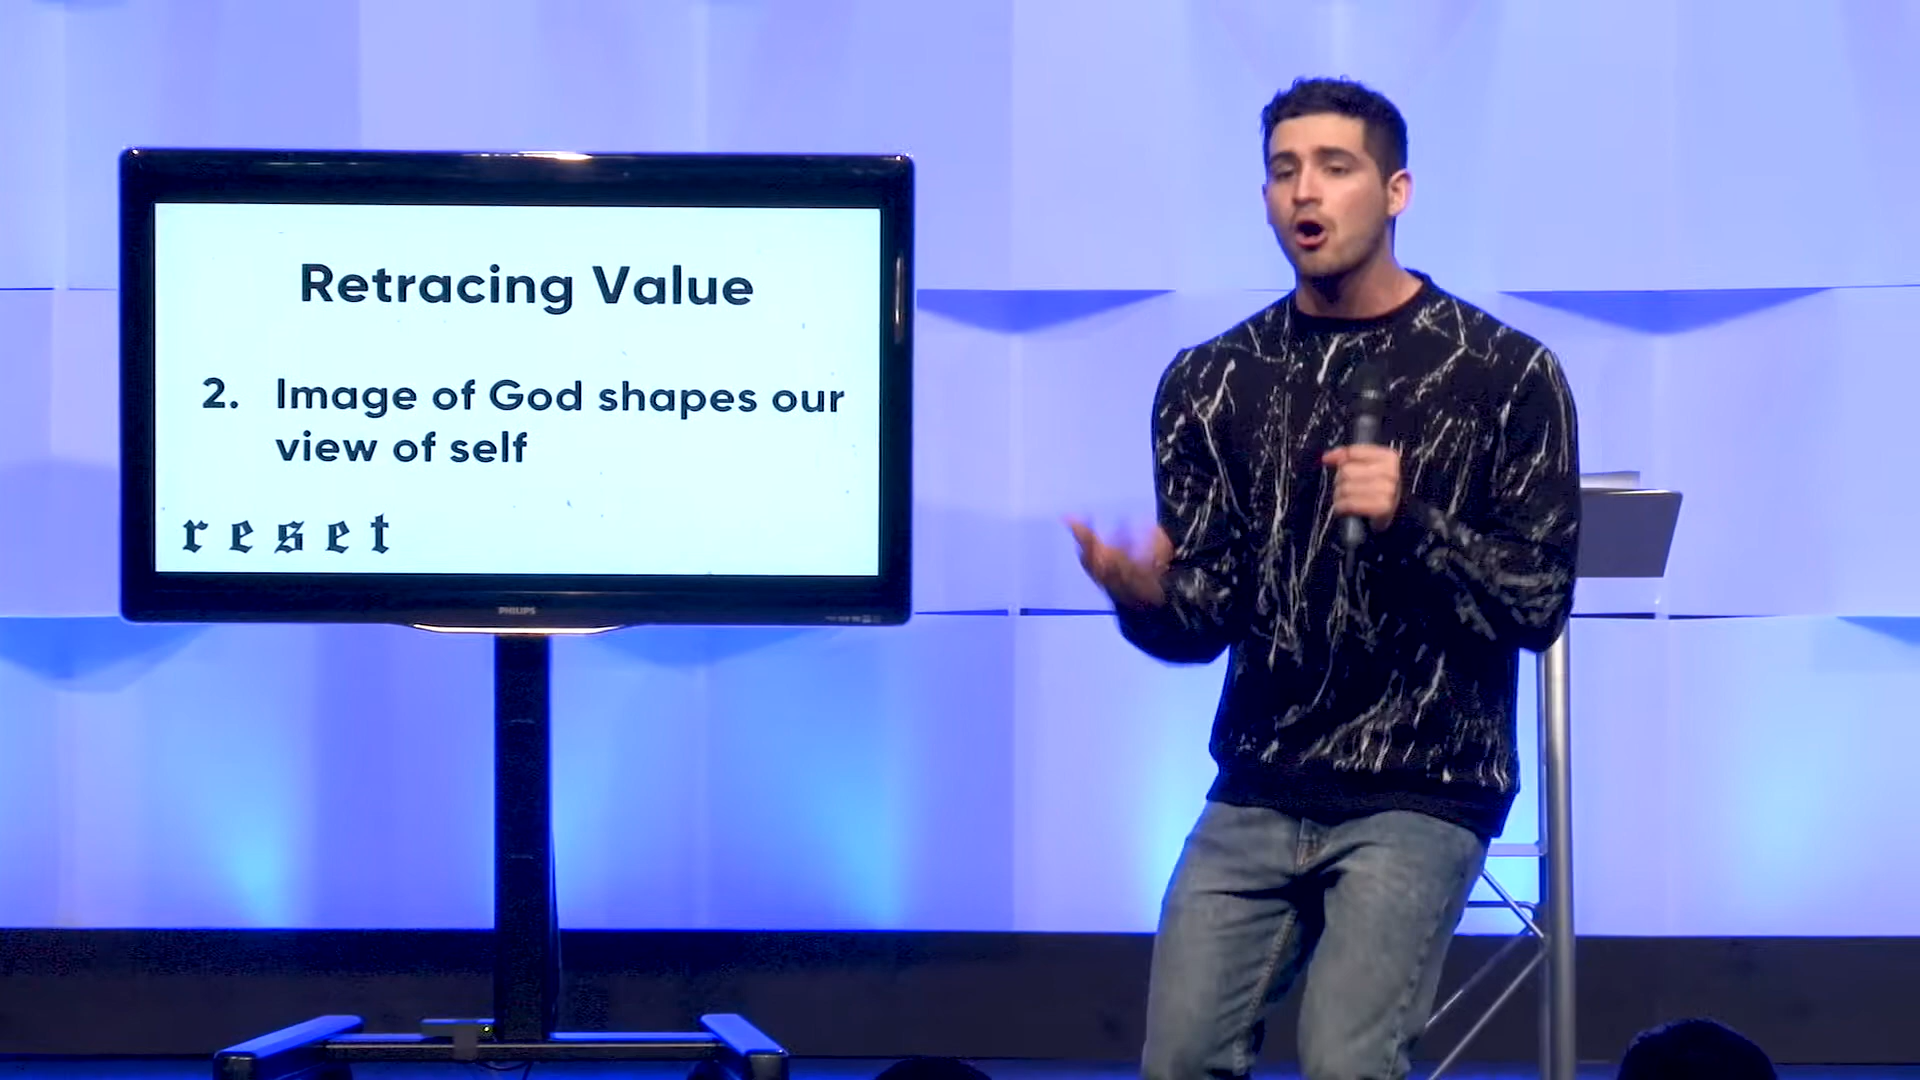 Retracing Value
2. Image of God shapes our
view of self
reset
PHILIPS